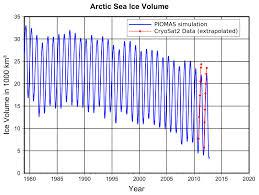 Arctic Sea Ice Volume
35
PIOMAS simulation
CryoSat2 Data (extrapolated)
30
25
20
15
10
5
0
Ice Volume in 1000 km³
1980 1985 1990 1995 2000 2005 2010 2015 2020
Year